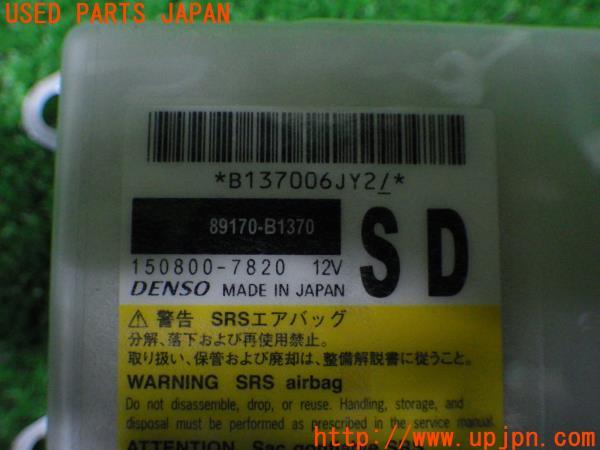 USED PARTS JAPAN
*B137006JY2/*
89170-B1370
150800-7820 12V
SD
DENSO MADE IN JAPAN
⚠ 警告 SRSエアバッグ
分解、落下および再使用禁止。
取り扱い、保管および廃却は、整備解説書に従うこと。
WARNING SRS airbag
Do not disassemble, drop, or reuse. Handling, storage, and
disposal must be performed as prescribed in the service manual.
ATTENTION Sac gonflable SRS
http://www.upjpn.com